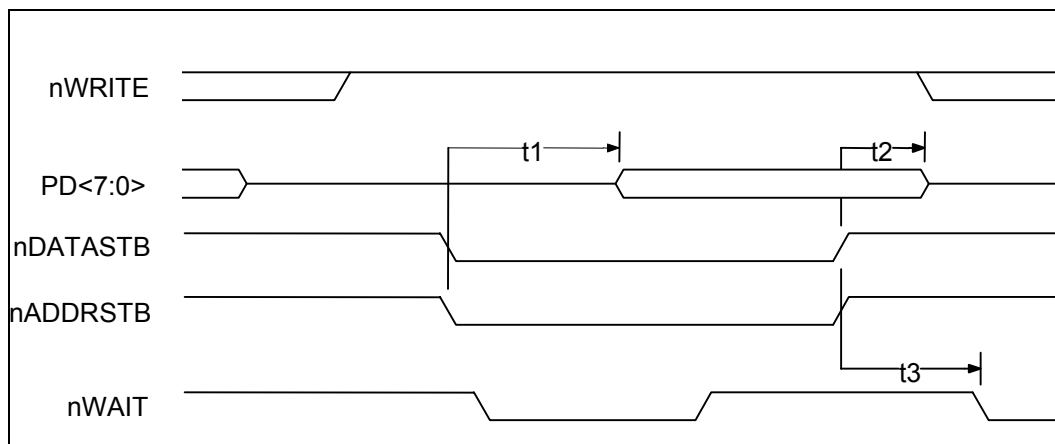 nWRITE
t1
t2
PD<7:0>
nDATASTB
nADDRSTB
t3
nWAIT